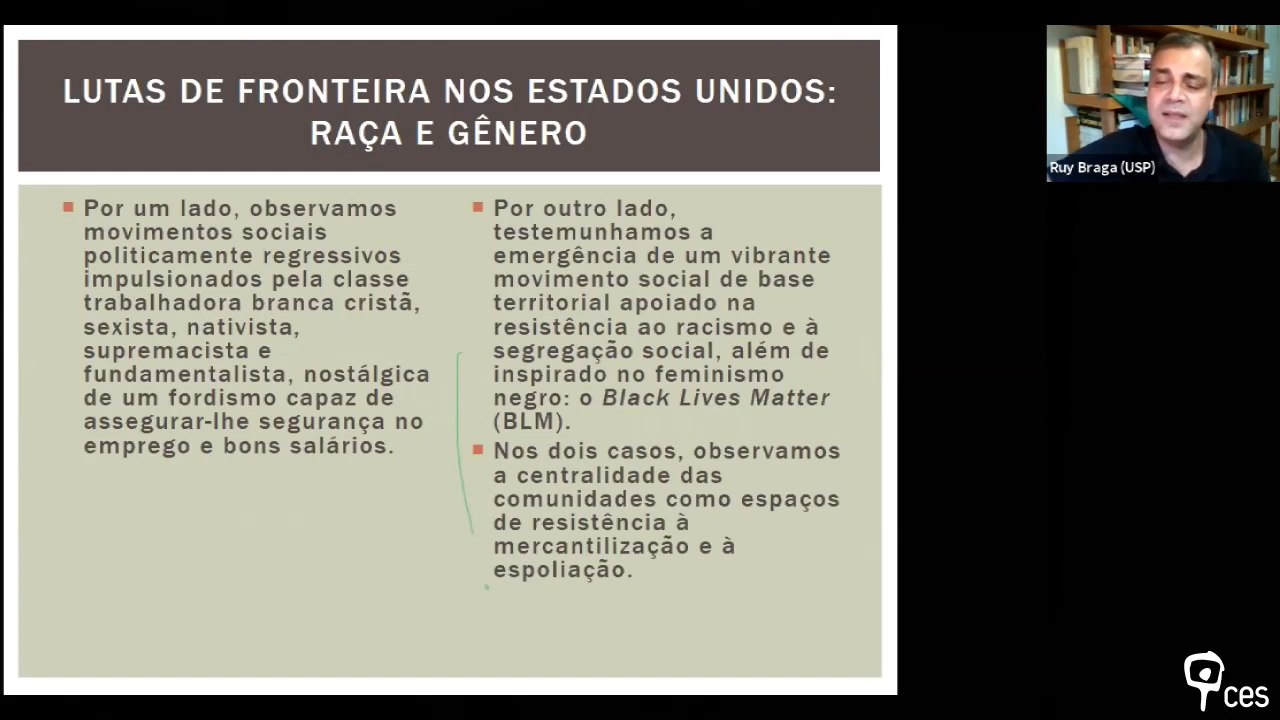 LUTAS DE FRONTEIRA NOS ESTADOS UNIDOS:
RAÇA E GÊNERO
Por um lado, observamos
movimentos sociais
politicamente regressivos
impulsionados pela classe
trabalhadora branca cristã,
sexista, nativista,
supremacista e
fundamentalista, nostálgica
de um fordismo capaz de
assegurar-lhe segurança no
emprego e bons salários.
Por outro lado,
testemunhamos a
emergência de um vibrante
movimento social de base
territorial apoiado na
resistência ao racismo e à
segregação social, além de
inspirado no feminismo
negro: o Black Lives Matter
(BLM).
Nos dois casos, observamos
a centralidade das
comunidades como espaços
de resistência à
mercantilização e à
espoliação.
Ruy Braga (USP)
ces